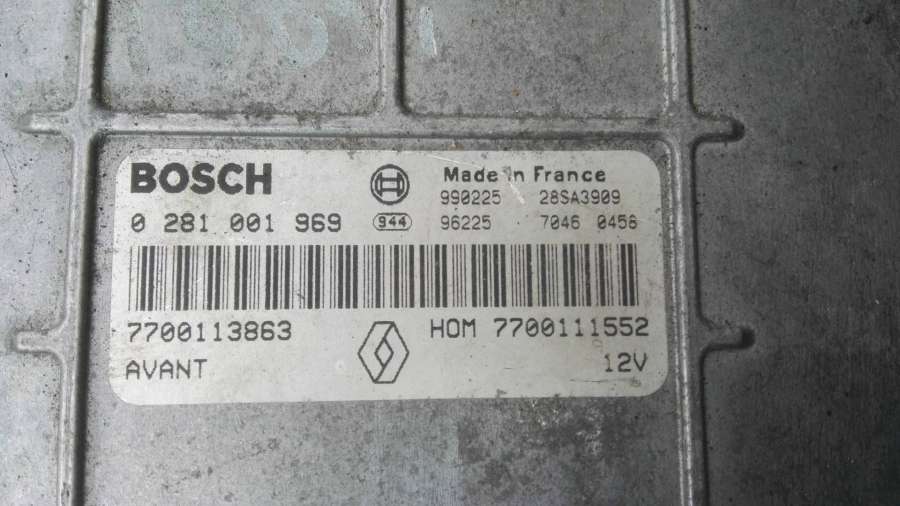 BOSCH
Made in France
990225 28SA3909
0 281 001 969 944 96225 7046 0456
7700113863 HOM 7700111552
AVANT 12V